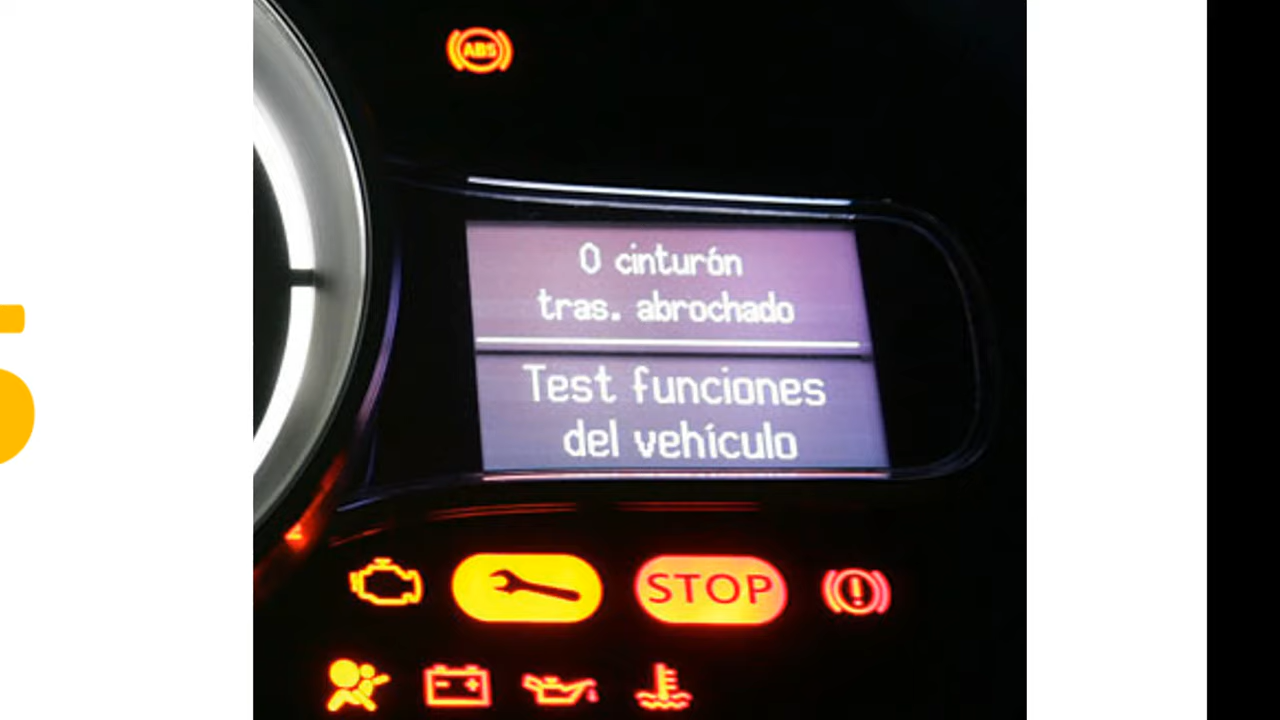 ABS
0 cinturón
tras. abrochado
Test funciones
del vehículo
STOP